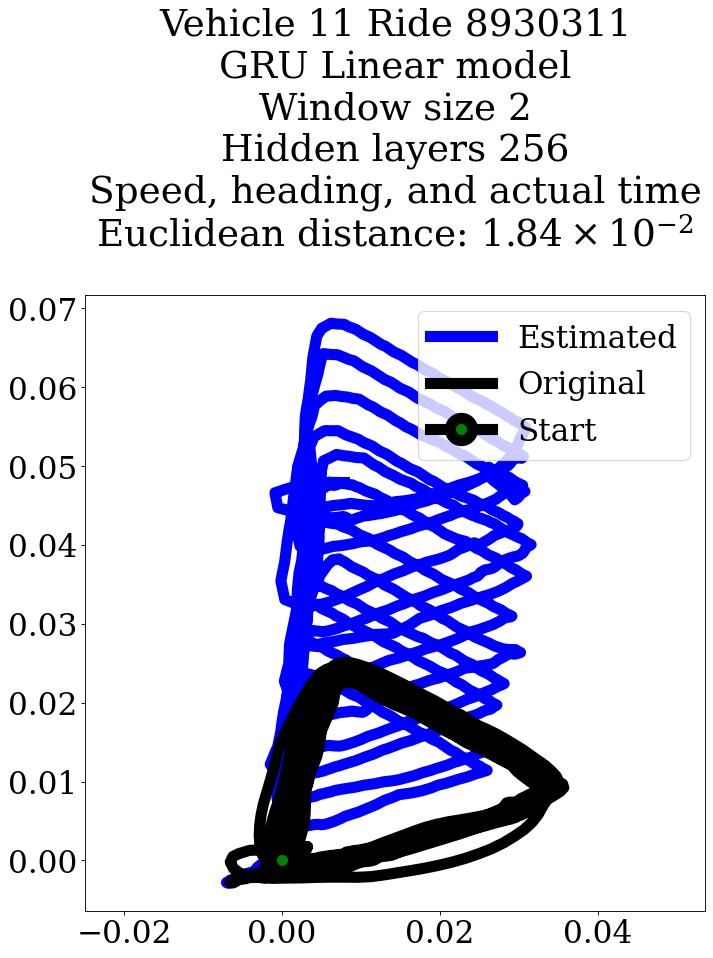 Vehicle 11 Ride 8930311
GRU Linear model
Window size 2
Hidden layers 256
Speed, heading, and actual time
Euclidean distance: 1.84 × 10⁻²
0.07
0.06
0.05
0.04
0.03
0.02
0.01
0.00
Estimated
Original
Start
−0.02 0.00 0.02 0.04